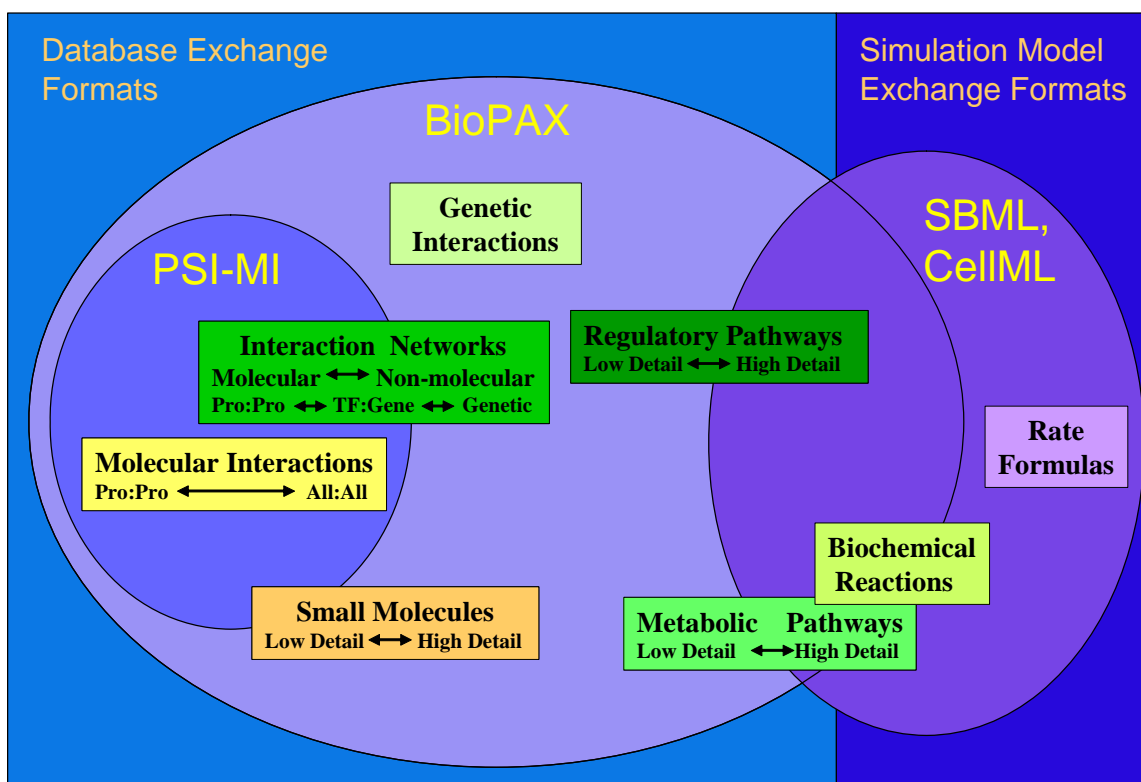 Database Exchange
Formats
Simulation Model
Exchange Formats
BioPAX
Genetic
Interactions
SBML,
CellML
PSI-MI
Interaction Networks
Molecular Non-molecular
Pro:Pro TF:Gene Genetic
Regulatory Pathways
Low Detail High Detail
Rate
Formulas
Molecular Interactions
Pro:Pro All:All
Biochemical
Reactions
Small Molecules
Low Detail High Detail
Metabolic Pathways
Low Detail High Detail